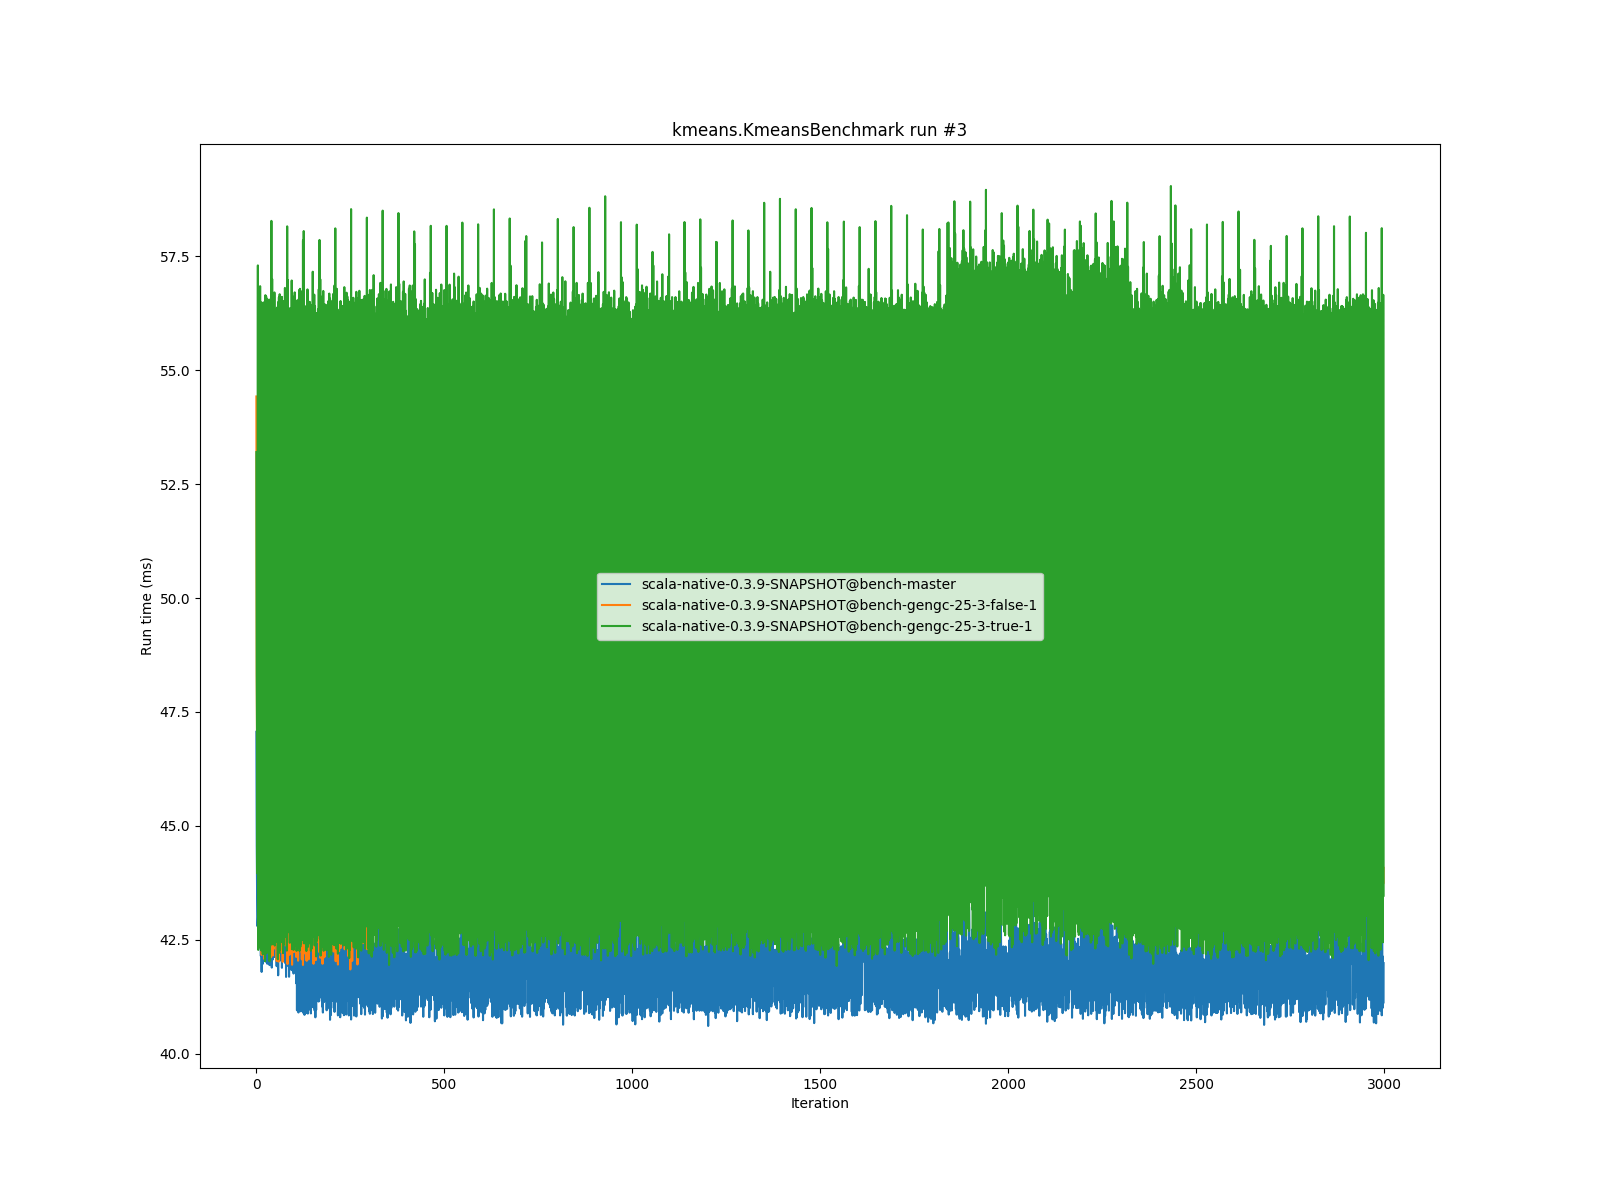 kmeans.KmeansBenchmark run #3
57.5
55.0
52.5
50.0
47.5
45.0
42.5
40.0
Run time (ms)
scala-native-0.3.9-SNAPSHOT@bench-master
scala-native-0.3.9-SNAPSHOT@bench-gengc-25-3-false-1
scala-native-0.3.9-SNAPSHOT@bench-gengc-25-3-true-1
0 500 1000 1500 2000 2500 3000
Iteration